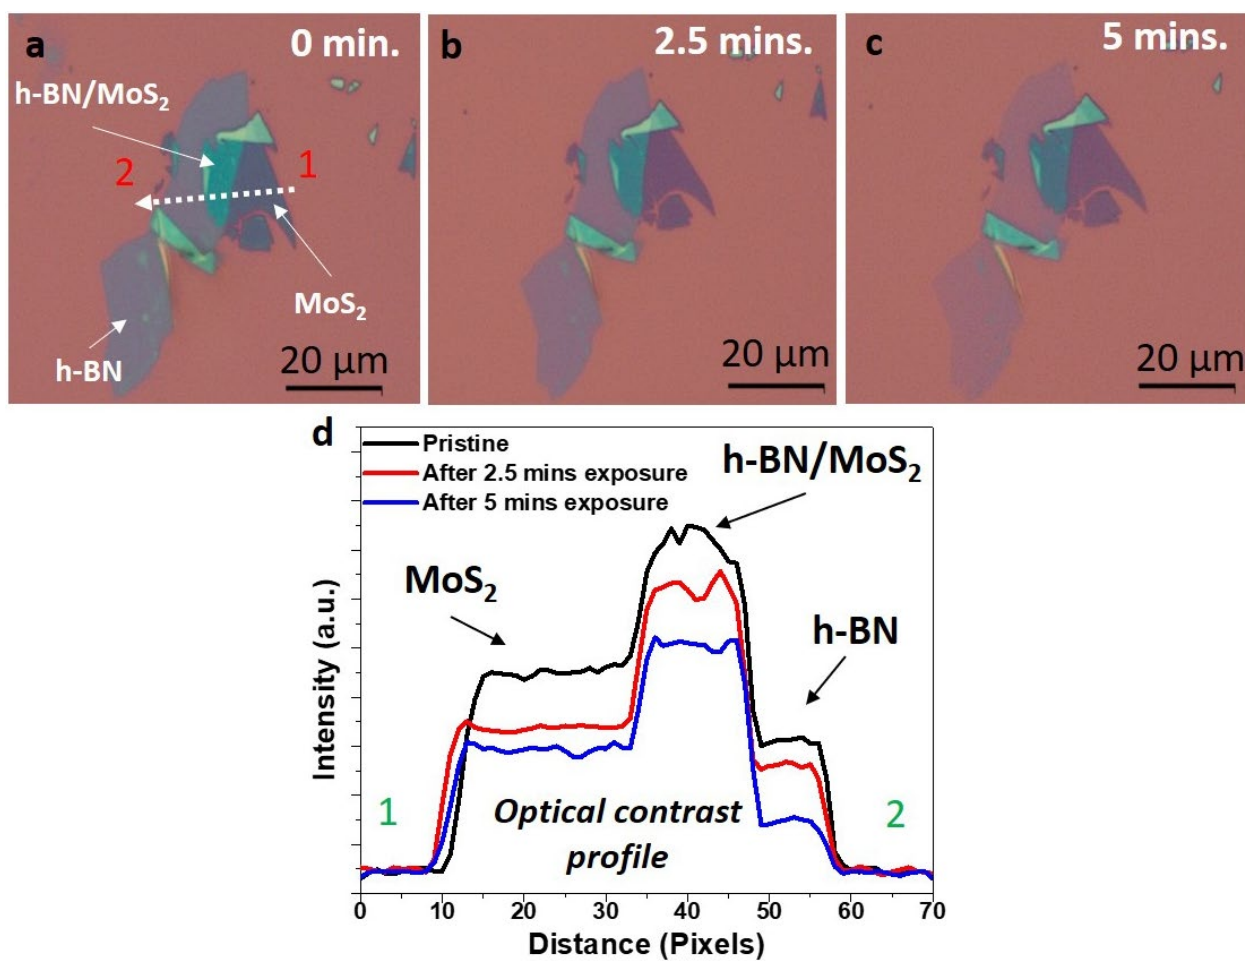 a
0 min.
h-BN/MoS₂
2
1
MoS₂
h-BN
20 µm
b
2.5 mins.
20 µm
c
5 mins.
20 µm
d
Pristine
After 2.5 mins exposure
After 5 mins exposure
h-BN/MoS₂
MoS₂
h-BN
Intensity (a.u.)
1
Optical contrast
profile
2
0 10 20 30 40 50 60 70
Distance (Pixels)